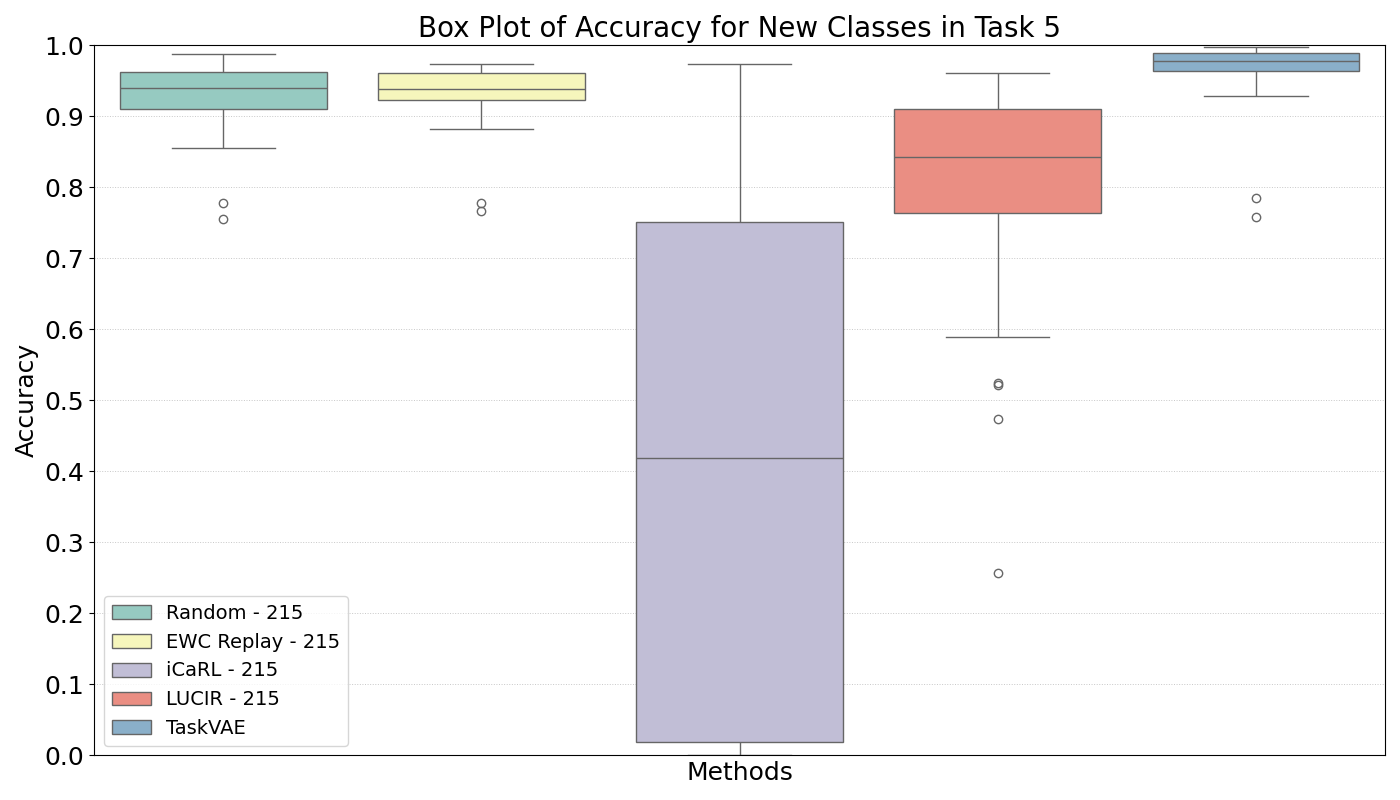 Box Plot of Accuracy for New Classes in Task 5
1.0
0.9
0.8
0.7
0.6
0.5
0.4
0.3
0.2
0.1
0.0
Accuracy
Random - 215
EWC Replay - 215
iCaRL - 215
LUCIR - 215
TaskVAE
Methods